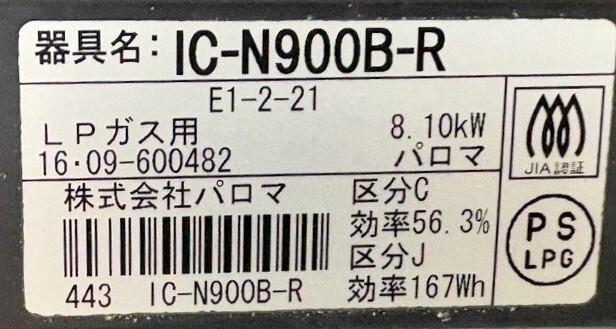 器具名: IC-N900B-R
E1-2-21
LPガス用 8.10kW
16・09-600482 パロマ
JIA認証
株式会社パロマ 区分C
効率56.3%
区分J
443 IC-N900B-R 効率167Wh
PS
LPG